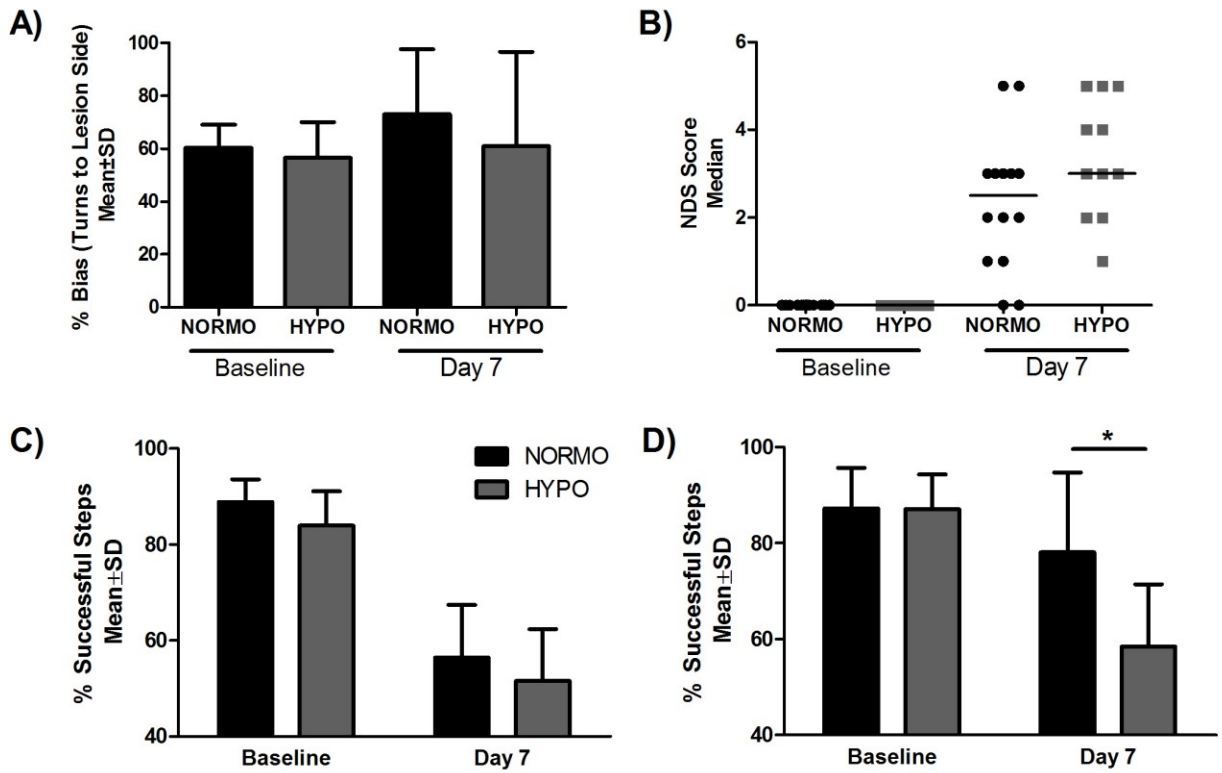 A)
% Bias (Turns to Lesion Side)
Mean±SD
100
80
60
40
20
0
NORMO HYPO NORMO HYPO
Baseline Day 7
B)
NDS Score
Median
6
4
2
0
NORMO HYPO NORMO HYPO
Baseline Day 7
C)
% Successful Steps
Mean±SD
100
80
60
40
NORMO
HYPO
Baseline Day 7
D)
% Successful Steps
Mean±SD
100
80
60
40
*
Baseline Day 7